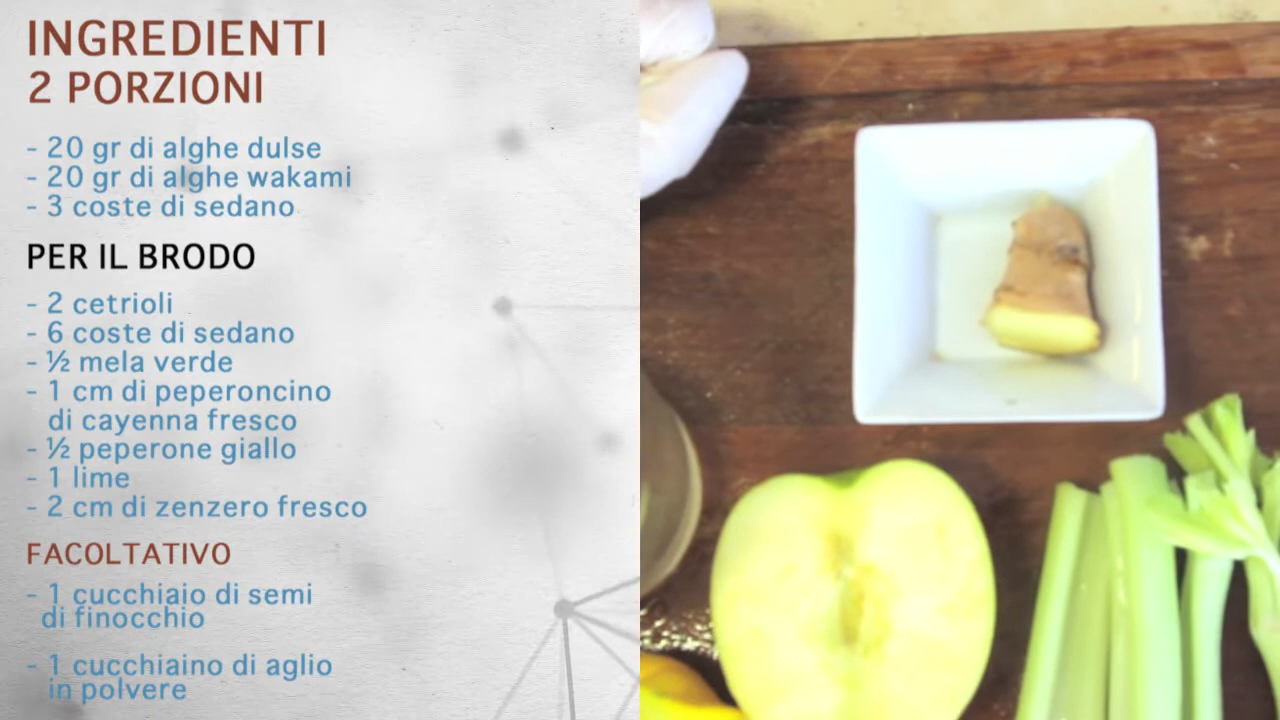 INGREDIENTI
2 PORZIONI
- 20 gr di alghe dulse
- 20 gr di alghe wakami
- 3 coste di sedano
PER IL BRODO
- 2 cetrioli
- 6 coste di sedano
- ½ mela verde
- 1 cm di peperoncino
di cayenna fresco
- ½ peperone giallo
- 1 lime
- 2 cm di zenzero fresco
FACOLTATIVO
- 1 cucchiaio di semi
di finocchio
- 1 cucchiaino di aglio
in polvere